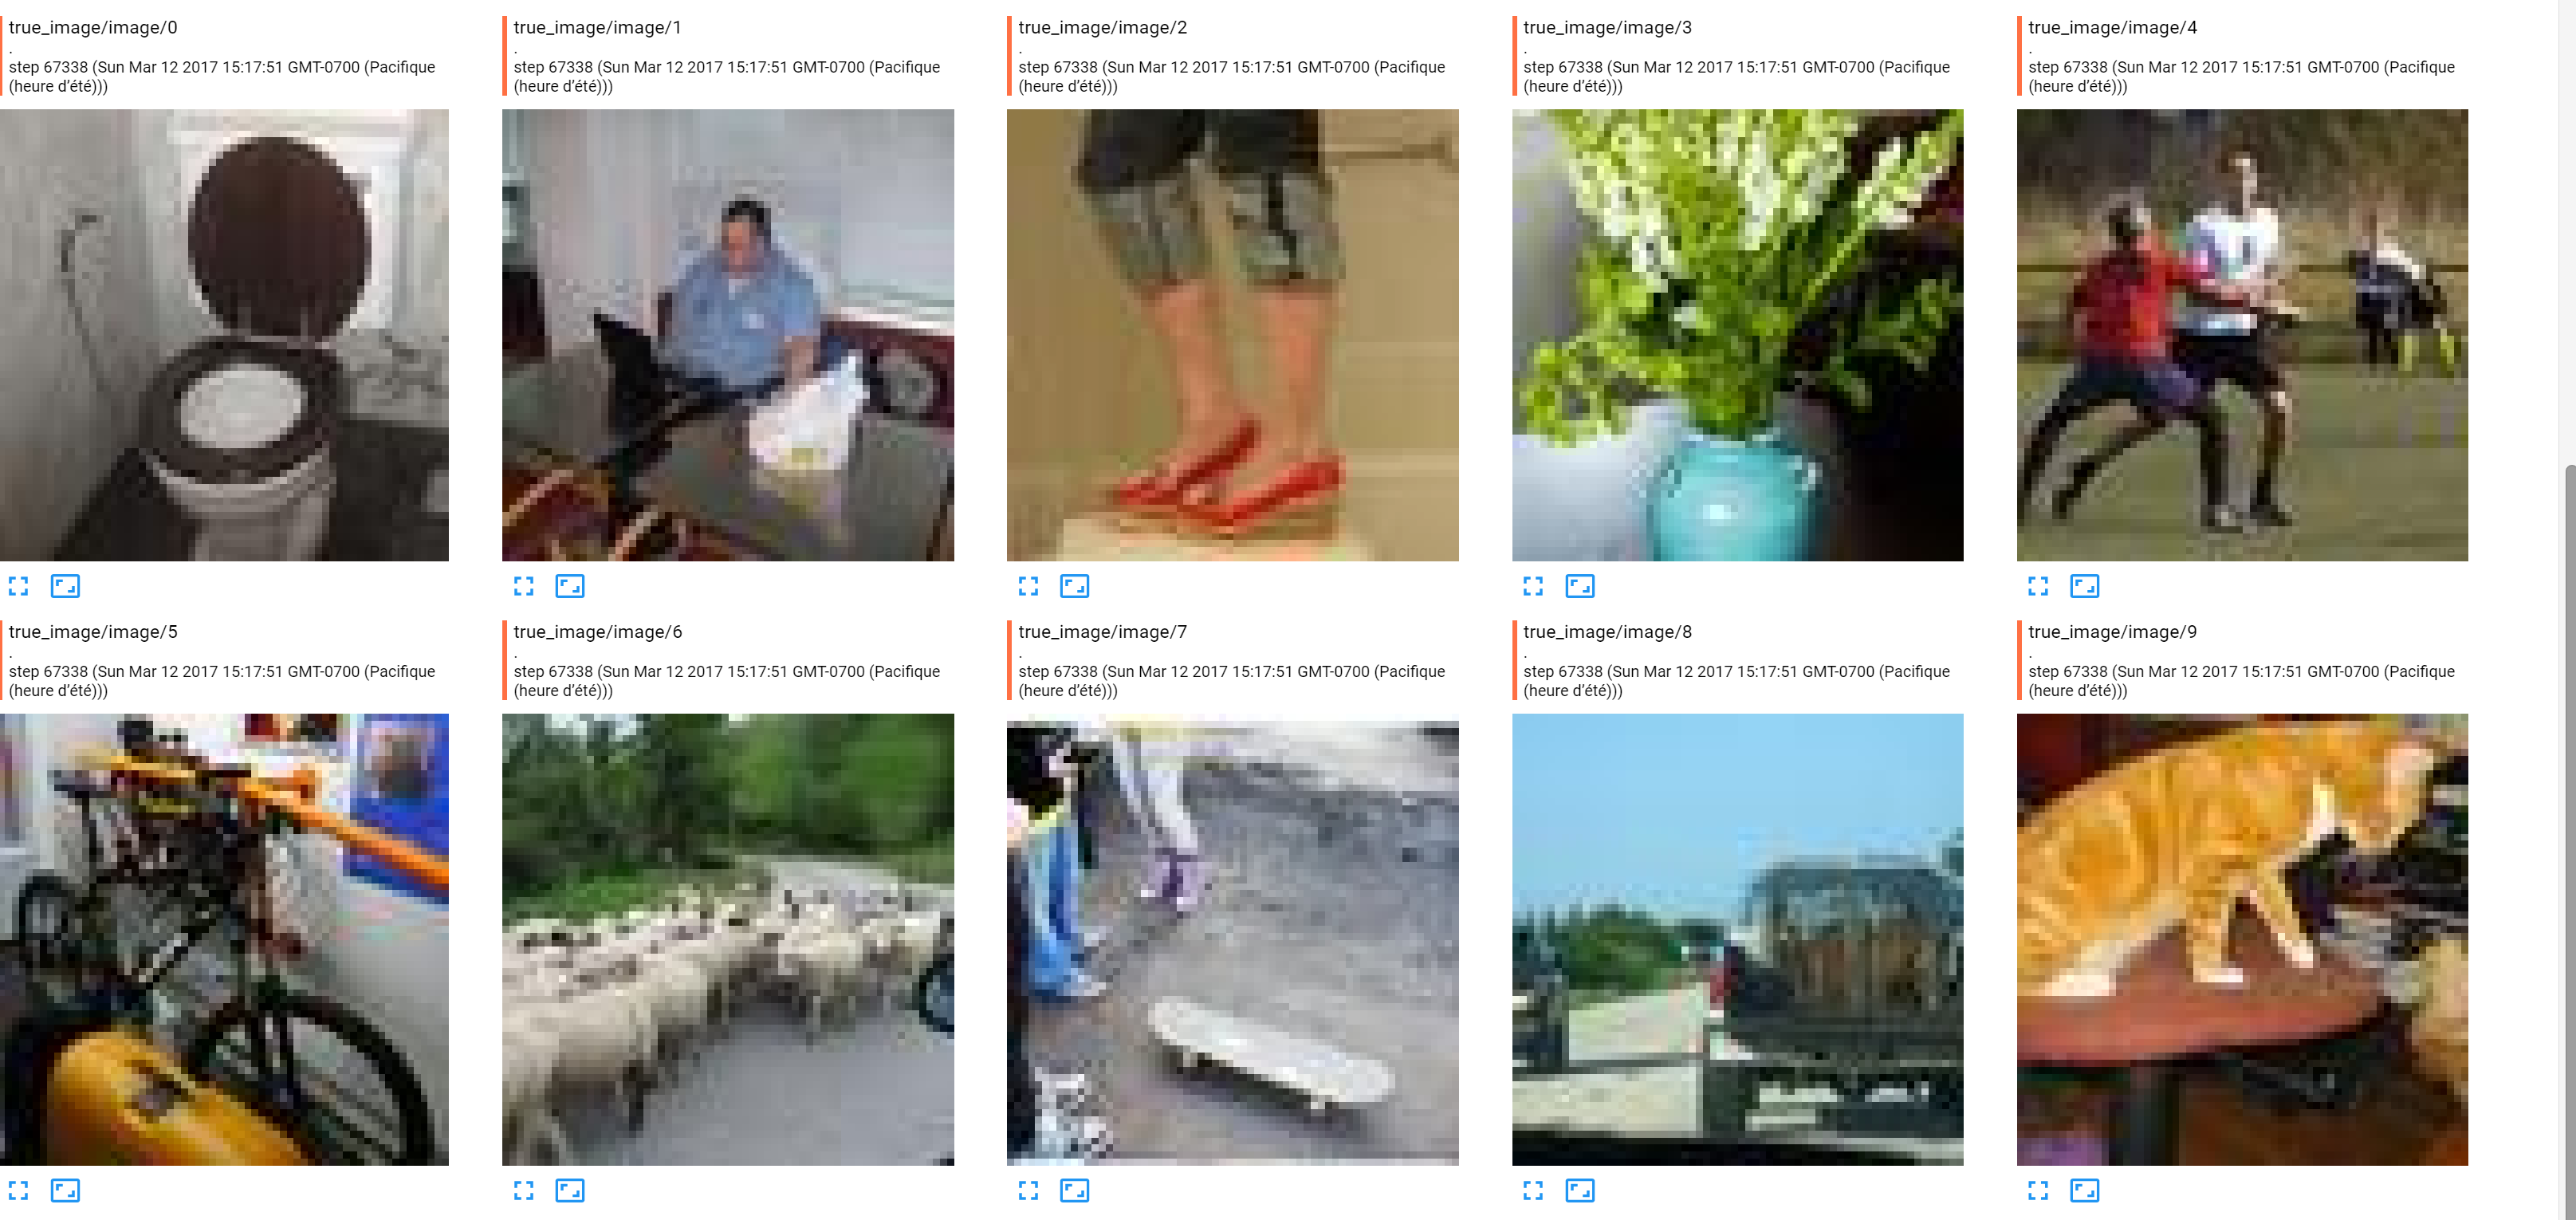 true_image/image/0
.
step 67338 (Sun Mar 12 2017 15:17:51 GMT-0700 (Pacifique
(heure d’été)))
true_image/image/1
.
step 67338 (Sun Mar 12 2017 15:17:51 GMT-0700 (Pacifique
(heure d’été)))
true_image/image/2
.
step 67338 (Sun Mar 12 2017 15:17:51 GMT-0700 (Pacifique
(heure d’été)))
true_image/image/3
.
step 67338 (Sun Mar 12 2017 15:17:51 GMT-0700 (Pacifique
(heure d’été)))
true_image/image/4
.
step 67338 (Sun Mar 12 2017 15:17:51 GMT-0700 (Pacifique
(heure d’été)))
true_image/image/5
.
step 67338 (Sun Mar 12 2017 15:17:51 GMT-0700 (Pacifique
(heure d’été)))
true_image/image/6
.
step 67338 (Sun Mar 12 2017 15:17:51 GMT-0700 (Pacifique
(heure d’été)))
true_image/image/7
.
step 67338 (Sun Mar 12 2017 15:17:51 GMT-0700 (Pacifique
(heure d’été)))
true_image/image/8
.
step 67338 (Sun Mar 12 2017 15:17:51 GMT-0700 (Pacifique
(heure d’été)))
true_image/image/9
.
step 67338 (Sun Mar 12 2017 15:17:51 GMT-0700 (Pacifique
(heure d’été)))